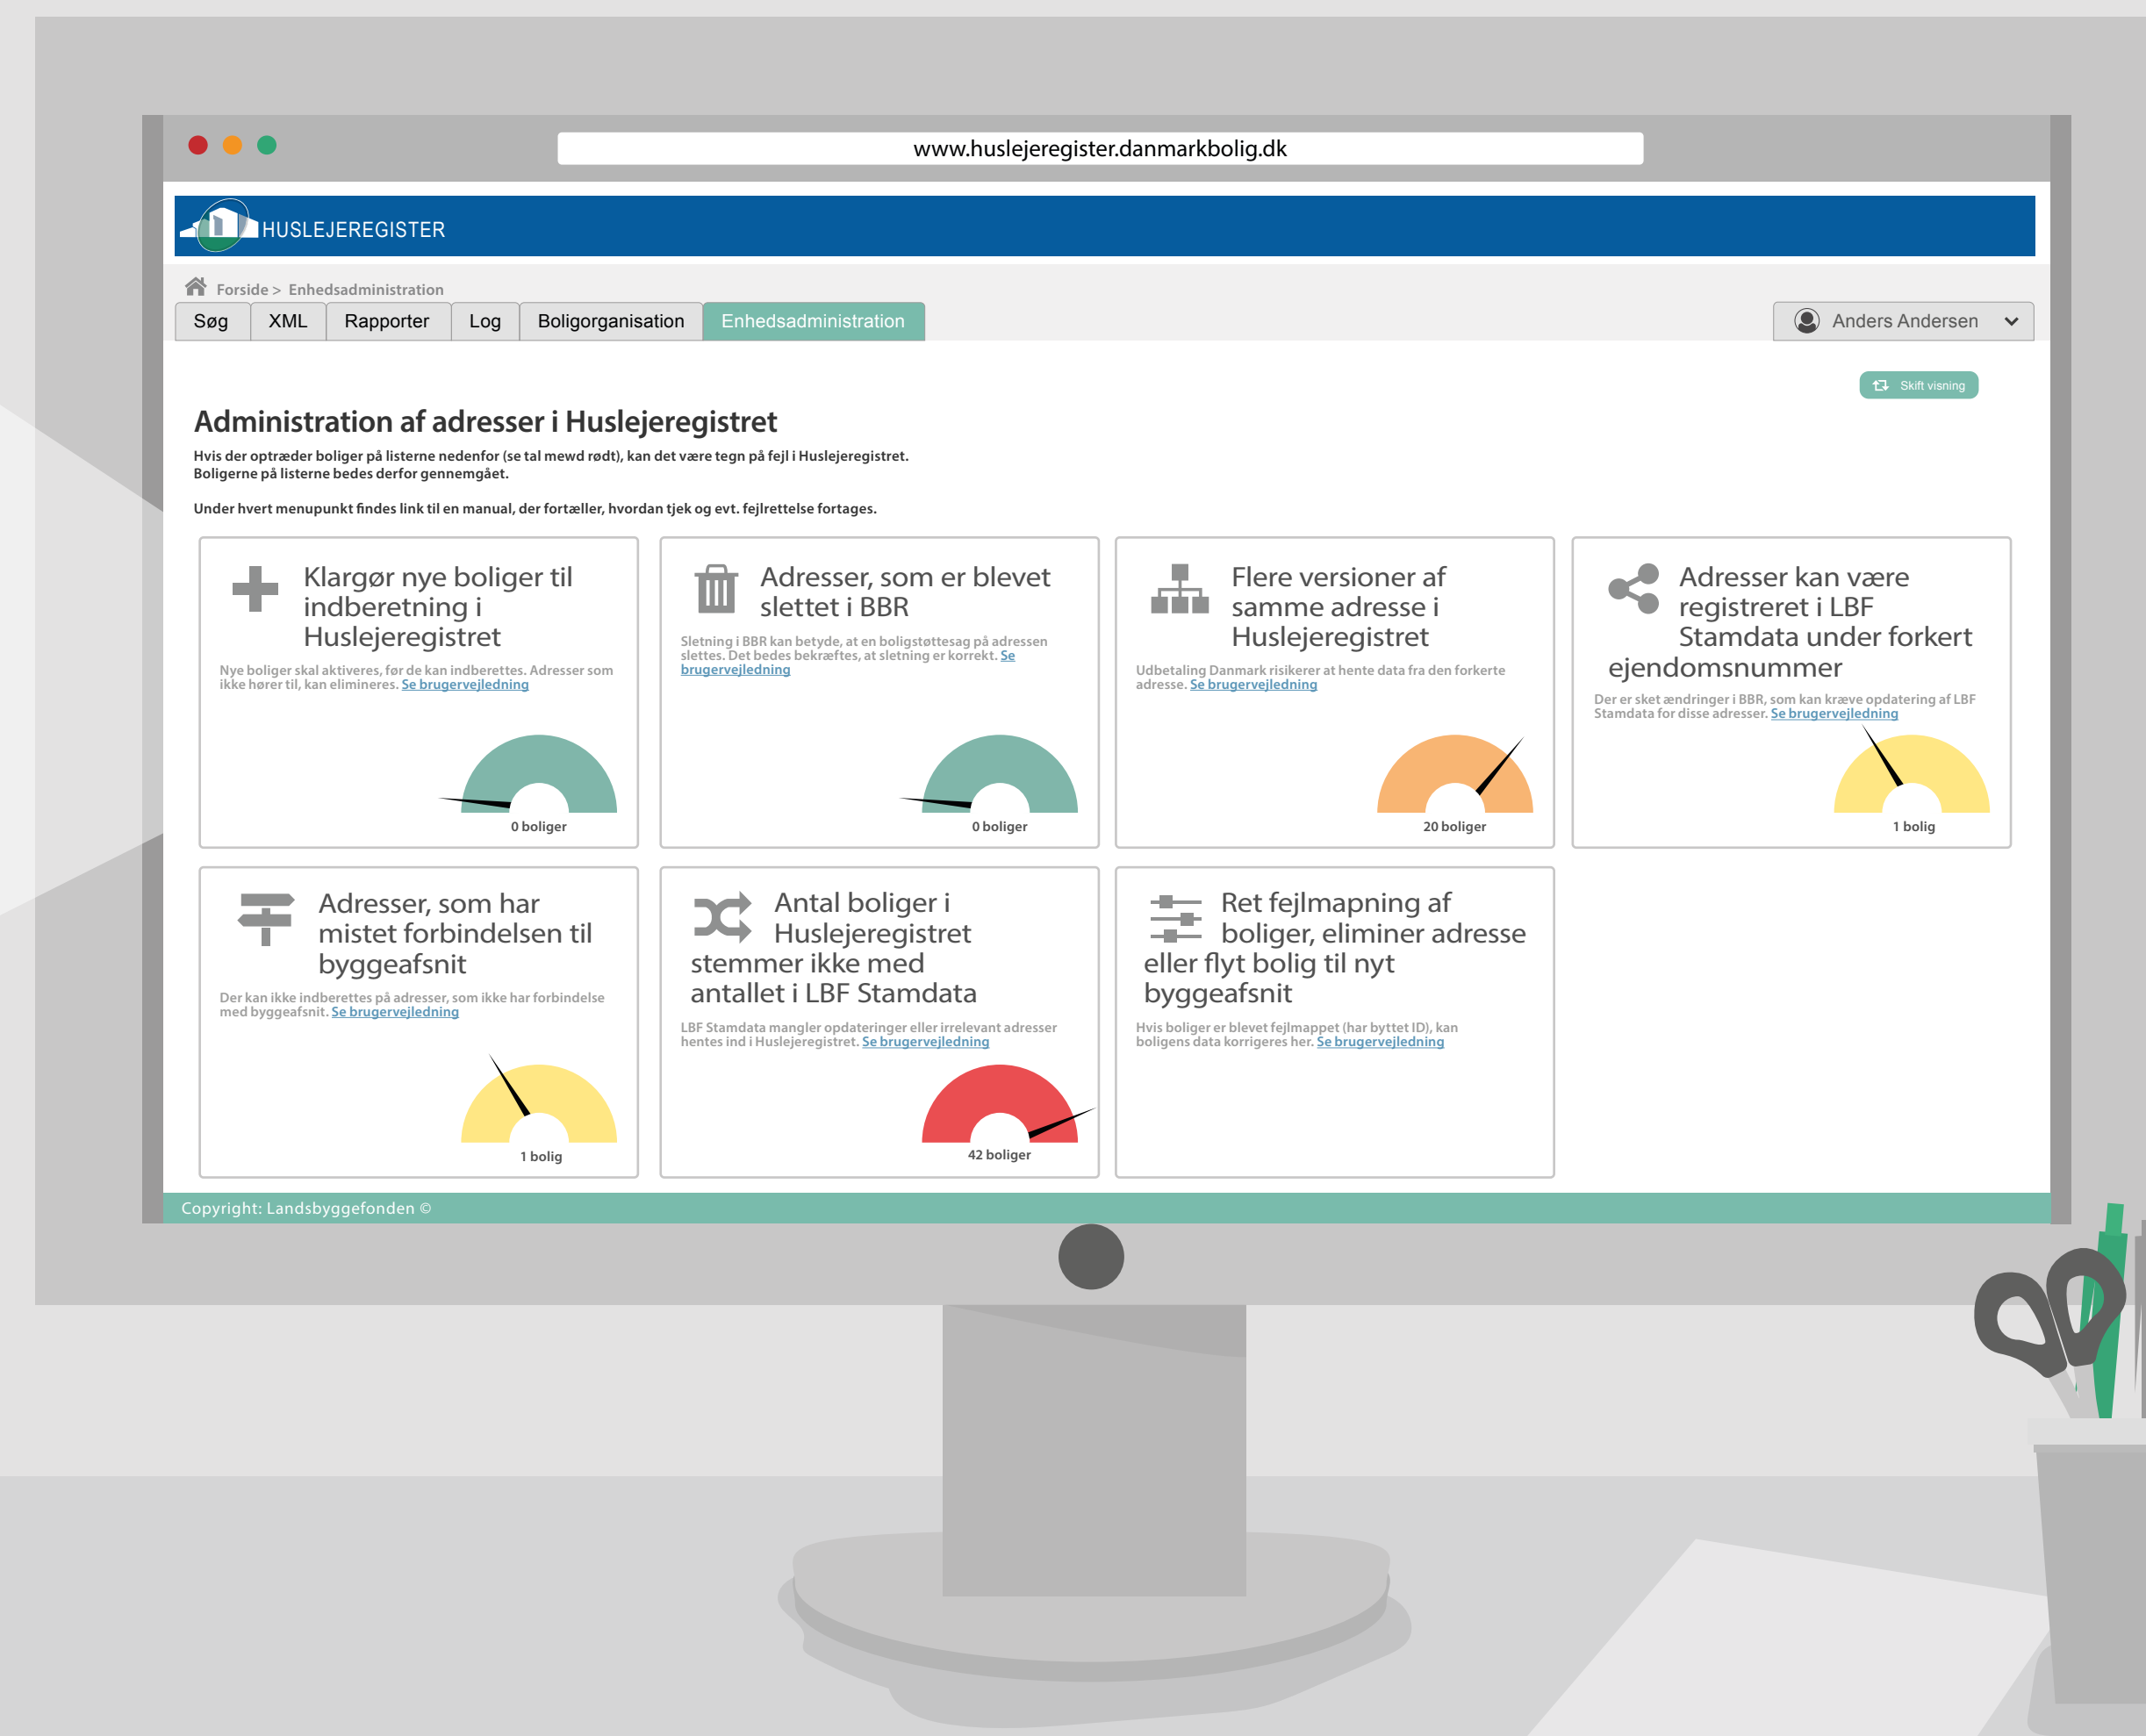 www.huslejeregister.danmarkbolig.dk
HUSLEJEREGISTER
Forside > Enhedsadministration
Søg XML Rapporter Log Boligorganisation Enhedsadministration Anders Andersen
Skift visning
Administration af adresser i Huslejeregistret
Hvis der optræder boliger på listerne nedenfor (se tal mewd rødt), kan det være tegn på fejl i Huslejeregistret.
Boligerne på listerne bedes derfor gennemgået.
Under hvert menupunkt findes link til en manual, der fortæller, hvordan tjek og evt. fejlrettelse fortages.
Klargør nye boliger til
indberetning i
Huslejeregistret
Nye boliger skal aktiveres, før de kan indberettes. Adresser som
ikke hører til, kan elimineres. Se brugervejledning
0 boliger
Adresser, som er blevet
slettet i BBR
Sletning i BBR kan betyde, at en boligstøttesag på adressen
slettes. Det bedes bekræftes, at sletning er korrekt. Se
brugervejledning
0 boliger
Flere versioner af
samme adresse i
Huslejeregistret
Udbetaling Danmark risikerer at hente data fra den forkerte
adresse. Se brugervejledning
20 boliger
Adresser kan være
registreret i LBF
Stamdata under forkert
ejendomsnummer
Der er sket ændringer i BBR, som kan kræve opdatering af LBF
Stamdata for disse adresser. Se brugervejledning
1 bolig
Adresser, som har
mistet forbindelsen til
byggeafsnit
Der kan ikke indberettes på adresser, som ikke har forbindelse
med byggeafsnit. Se brugervejledning
1 bolig
Antal boliger i
Huslejeregistret
stemmer ikke med
antallet i LBF Stamdata
LBF Stamdata mangler opdateringer eller irrelevant adresser
hentes ind i Huslejeregistret. Se brugervejledning
42 boliger
Ret fejlmapning af
boliger, eliminer adresse
eller flyt bolig til nyt
byggeafsnit
Hvis boliger er blevet fejlmappet (har byttet ID), kan
boligens data korrigeres her. Se brugervejledning
Copyright: Landsbyggefonden ©